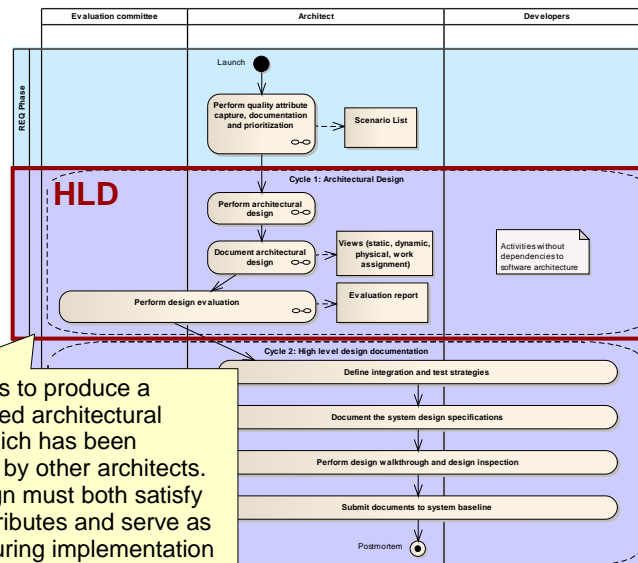 Evaluation committee
Architect
Developers
REQ Phase
Launch
Perform quality attribute
capture, documentation
and prioritization
Scenario List
Cycle 1: Architectural Design
HLD
Perform architectural
design
Document architectural
design
Views (static, dynamic,
physical, work
assignment)
Activities without
dependencies to
software architecture
Perform design evaluation
Evaluation report
Cycle 2: High level design documentation
Define integration and test strategies
Document the system design specifications
Perform design walkthrough and design inspection
Submit documents to system baseline
Postmortem
s to produce a
ed architectural
ich has been
by other architects.
gn must both satisfy
ributes and serve as
uring implementation